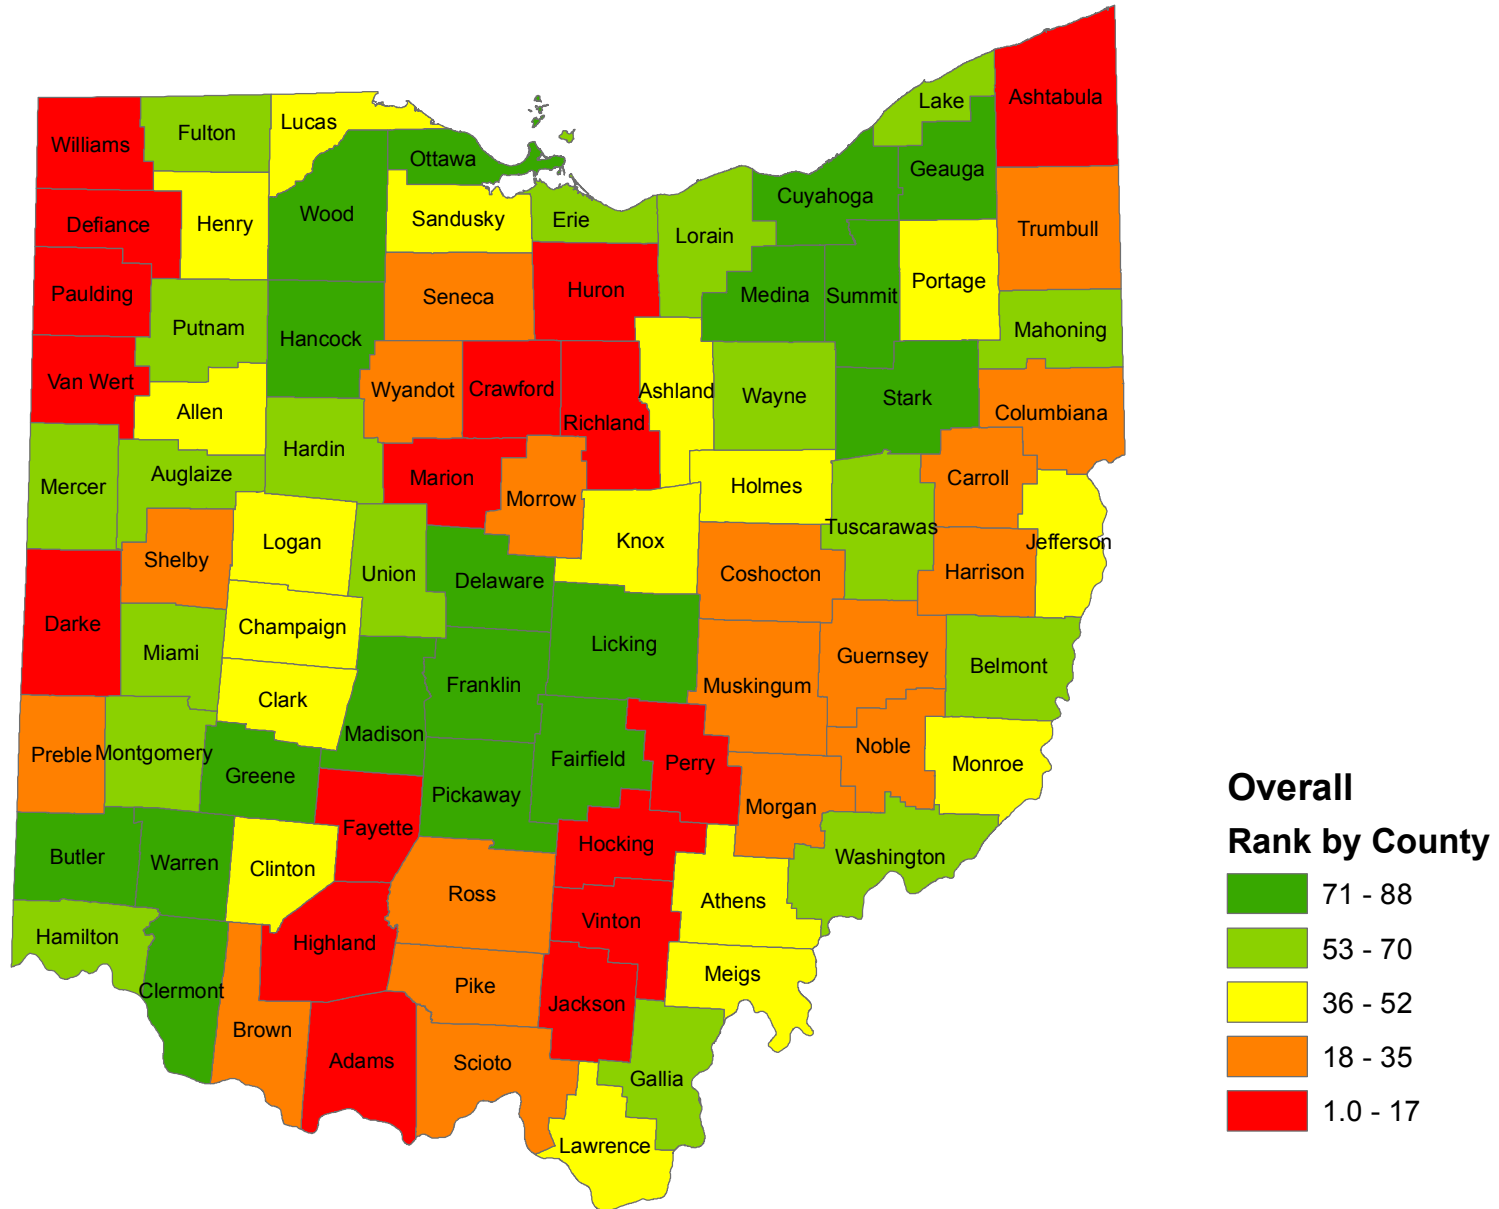 Ashtabula
Lake
Williams
Fulton
Lucas
Ottawa
Geauga
Cuyahoga
Defiance
Henry
Wood
Sandusky
Erie
Lorain
Trumbull
Paulding
Putnam
Hancock
Seneca
Huron
Medina
Summit
Portage
Mahoning
Van Wert
Allen
Wyandot
Crawford
Richland
Ashland
Wayne
Stark
Columbiana
Mercer
Auglaize
Hardin
Marion
Morrow
Holmes
Carroll
Shelby
Logan
Union
Delaware
Knox
Coshocton
Tuscarawas
Harrison
Jefferson
Darke
Miami
Champaign
Clark
Madison
Franklin
Licking
Muskingum
Guernsey
Belmont
Preble
Montgomery
Greene
Pickaway
Fairfield
Perry
Morgan
Noble
Monroe
Butler
Warren
Clinton
Fayette
Ross
Hocking
Athens
Washington
Hamilton
Clermont
Highland
Pike
Vinton
Jackson
Meigs
Brown
Adams
Scioto
Gallia
Lawrence
Overall
Rank by County
71 - 88
53 - 70
36 - 52
18 - 35
1.0 - 17